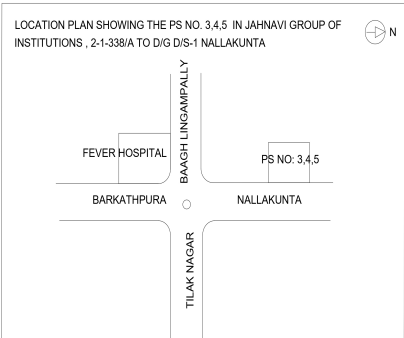 LOCATION PLAN SHOWING THE PS NO. 3,4,5 IN JAHNAVI GROUP OF
INSTITUTIONS , 2-1-338/A TO D/G D/S-1 NALLAKUNTA
N
BAAGH LINGAMPALLY
FEVER HOSPITAL
PS NO: 3,4,5
BARKATHPURA
NALLAKUNTA
TILAK NAGAR